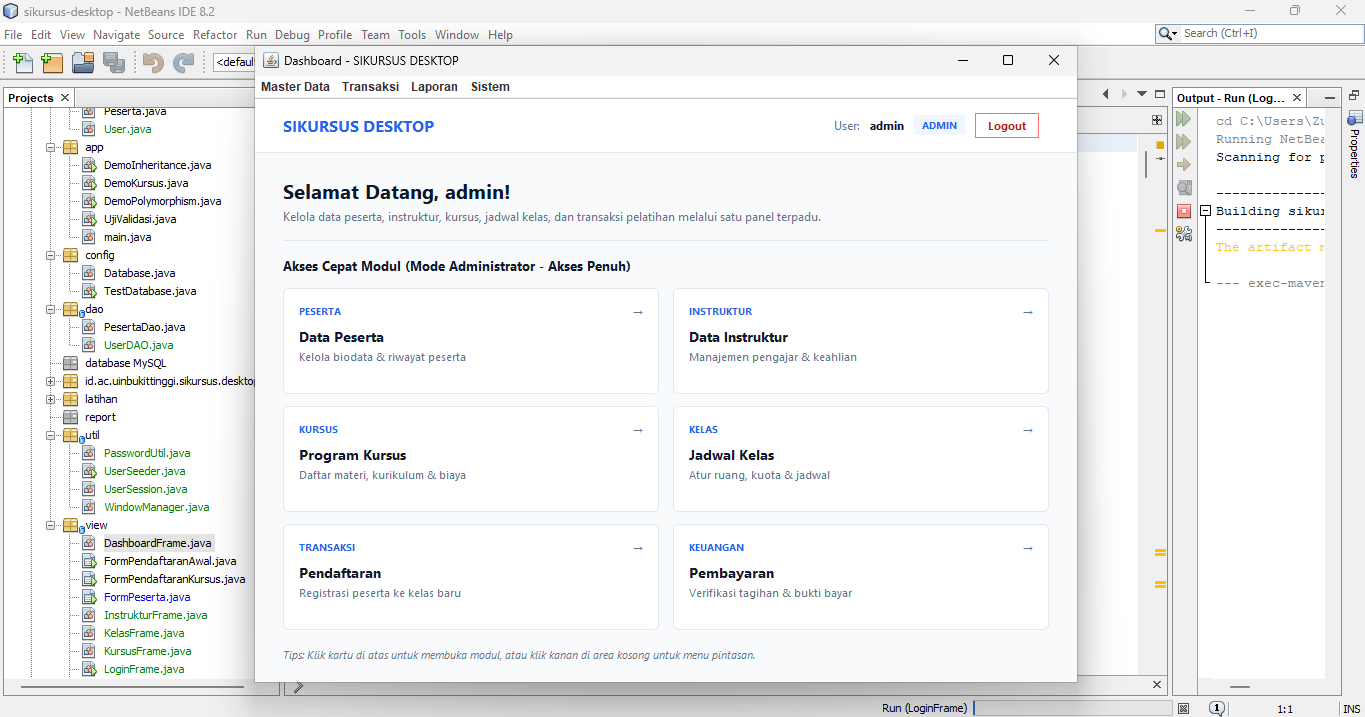 sikursus-desktop - NetBeans IDE 8.2
File Edit View Navigate Source Refactor Run Debug Profile Team Tools Window Help
Search (Ctrl+I)
<defaul
Projects
Peserta.java
User.java
app
DemoInheritance.java
DemoKursus.java
DemoPolymorphism.java
UjiValidasi.java
main.java
config
Database.java
TestDatabase.java
dao
PesertaDao.java
UserDAO.java
database MySQL
id.ac.uinbukittinggi.sikursus.desktop
latihan
report
util
PasswordUtil.java
UserSeeder.java
UserSession.java
WindowManager.java
view
DashboardFrame.java
FormPendaftaranAwal.java
FormPendaftaranKursus.java
FormPeserta.java
InstrukturFrame.java
KelasFrame.java
KursusFrame.java
LoginFrame.java
Dashboard - SIKURSUS DESKTOP
Master Data Transaksi Laporan Sistem
SIKURSUS DESKTOP
User: admin ADMIN Logout
Selamat Datang, admin!
Kelola data peserta, instruktur, kursus, jadwal kelas, dan transaksi pelatihan melalui satu panel terpadu.
Akses Cepat Modul (Mode Administrator - Akses Penuh)
PESERTA →
Data Peserta
Kelola biodata & riwayat peserta
INSTRUKTUR →
Data Instruktur
Manajemen pengajar & keahlian
KURSUS →
Program Kursus
Daftar materi, kurikulum & biaya
KELAS →
Jadwal Kelas
Atur ruang, kuota & jadwal
TRANSAKSI →
Pendaftaran
Registrasi peserta ke kelas baru
KEUANGAN →
Pembayaran
Verifikasi tagihan & bukti bayar
Tips: Klik kartu di atas untuk membuka modul, atau klik kanan di area kosong untuk menu pintasan.
Output - Run (Log...
cd C:\Users\Zu
Running NetBea
Scanning for p
------------
Building sikur
------------
The artifact m
--- exec-maven
Properties
Run (LoginFrame)
1
1:1
INS